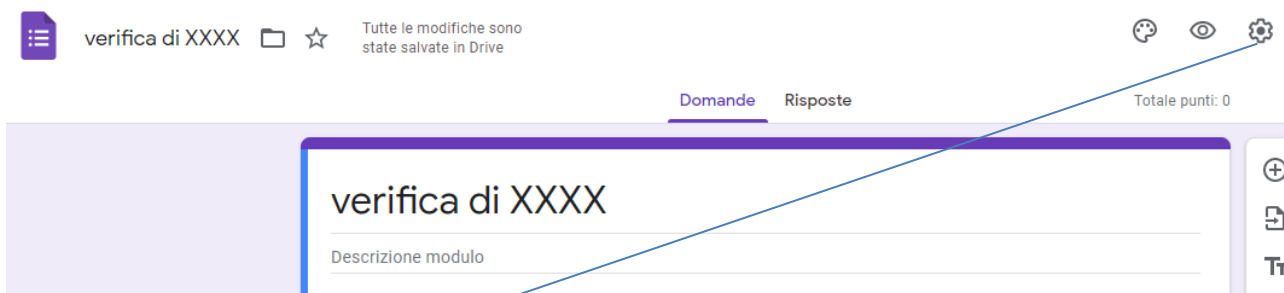 verifica di XXXX
Tutte le modifiche sono
state salvate in Drive
Domande Risposte
Totale punti: 0
verifica di XXXX
Descrizione modulo